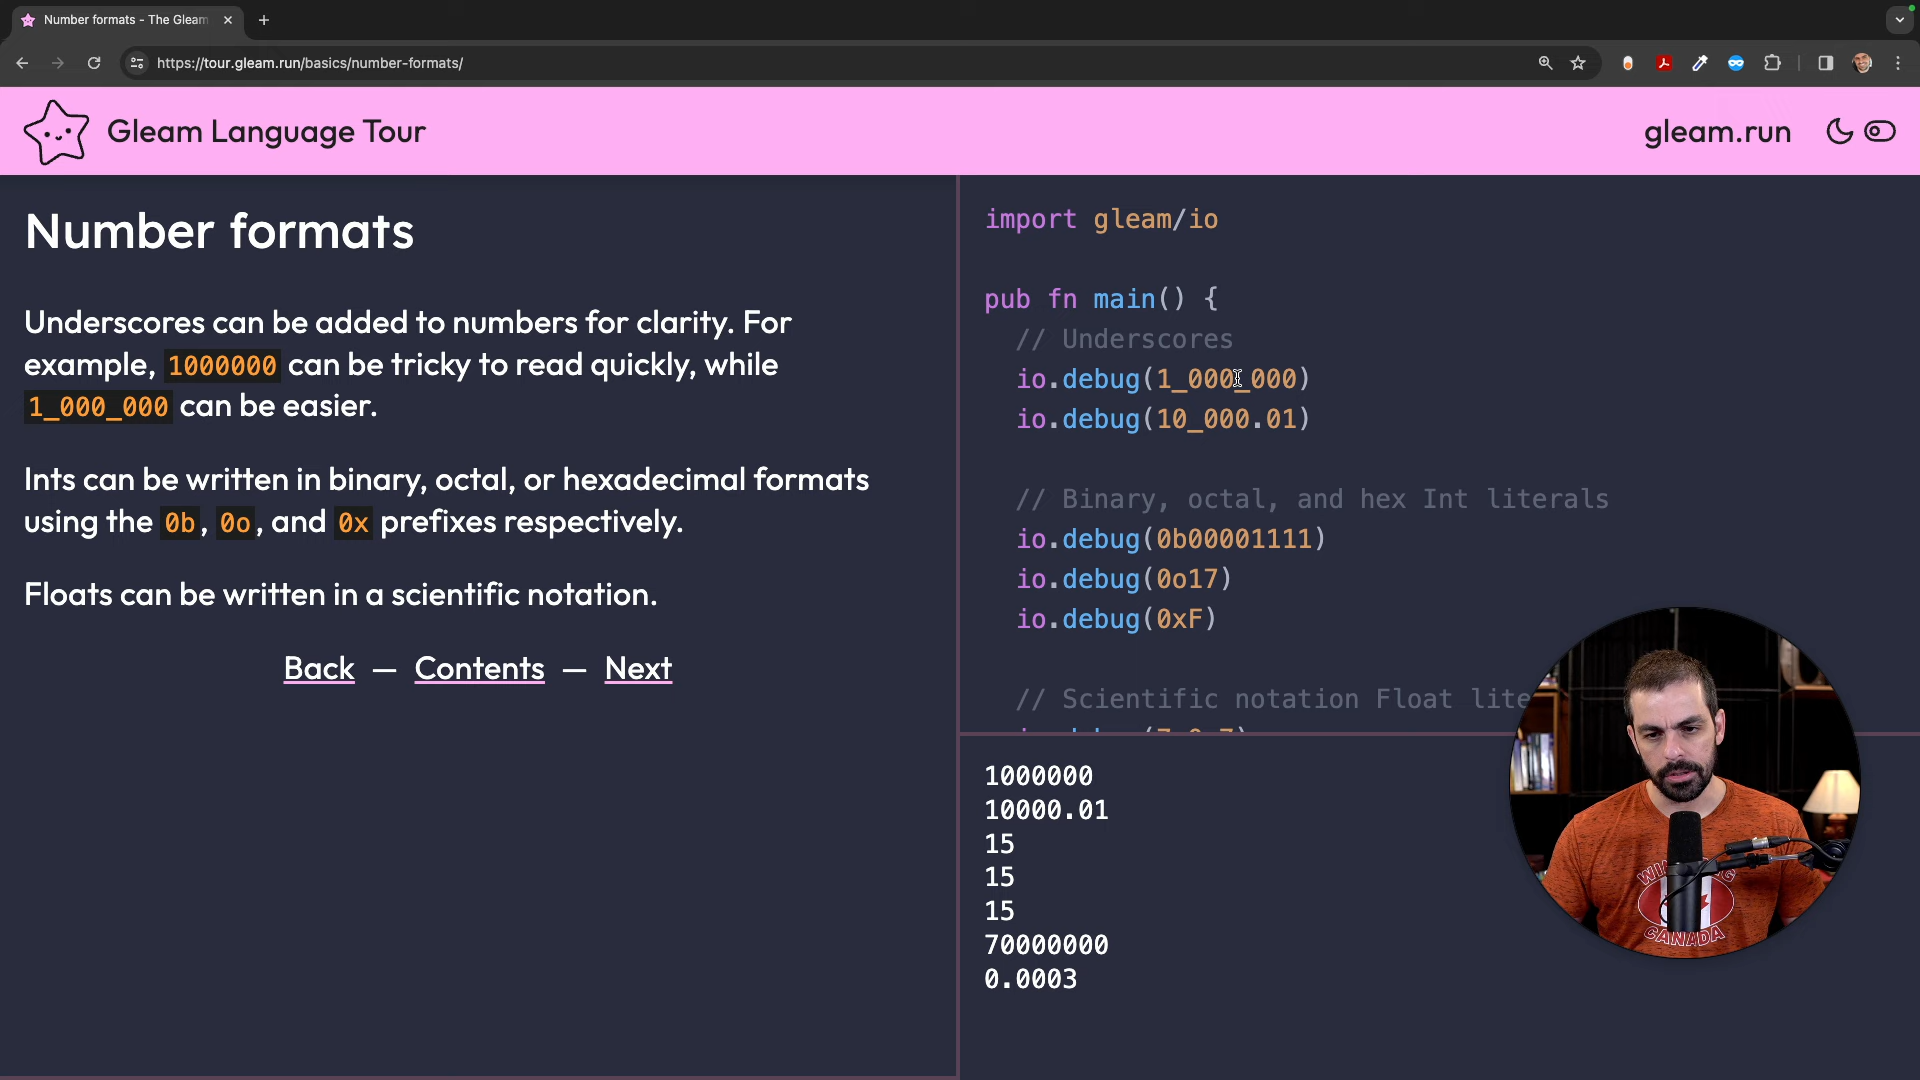 Number formats - The Gleam
https://tour.gleam.run/basics/number-formats/
Gleam Language Tour
gleam.run
Number formats
Underscores can be added to numbers for clarity. For
example, 1000000 can be tricky to read quickly, while
1_000_000 can be easier.
Ints can be written in binary, octal, or hexadecimal formats
using the 0b, 0o, and 0x prefixes respectively.
Floats can be written in a scientific notation.
Back — Contents — Next
import gleam/io
pub fn main() {
// Underscores
io.debug(1_000_000)
io.debug(10_000.01)
// Binary, octal, and hex Int literals
io.debug(0b00001111)
io.debug(0o17)
io.debug(0xF)
// Scientific notation Float lite
1000000
10000.01
15
15
15
70000000
0.0003
CANADA